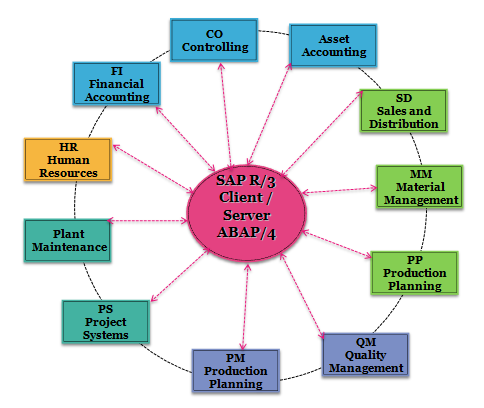 CO
Controlling
Asset
Accounting
FI
Financial
Accounting
SD
Sales and
Distribution
HR
Human
Resources
SAP R/3
Client /
Server
ABAP/4
MM
Material
Management
Plant
Maintenance
PP
Production
Planning
PS
Project
Systems
PM
Production
Planning
QM
Quality
Management